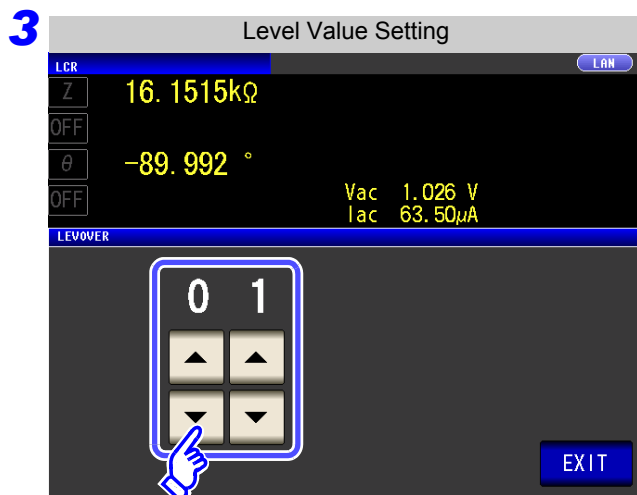 3 Level Value Setting
LCR LAN
Z 16.1515kΩ
OFF
θ -89.992 °
OFF Vac 1.026 V
Iac 63.50μA
LEVOVER
0 1
EXIT